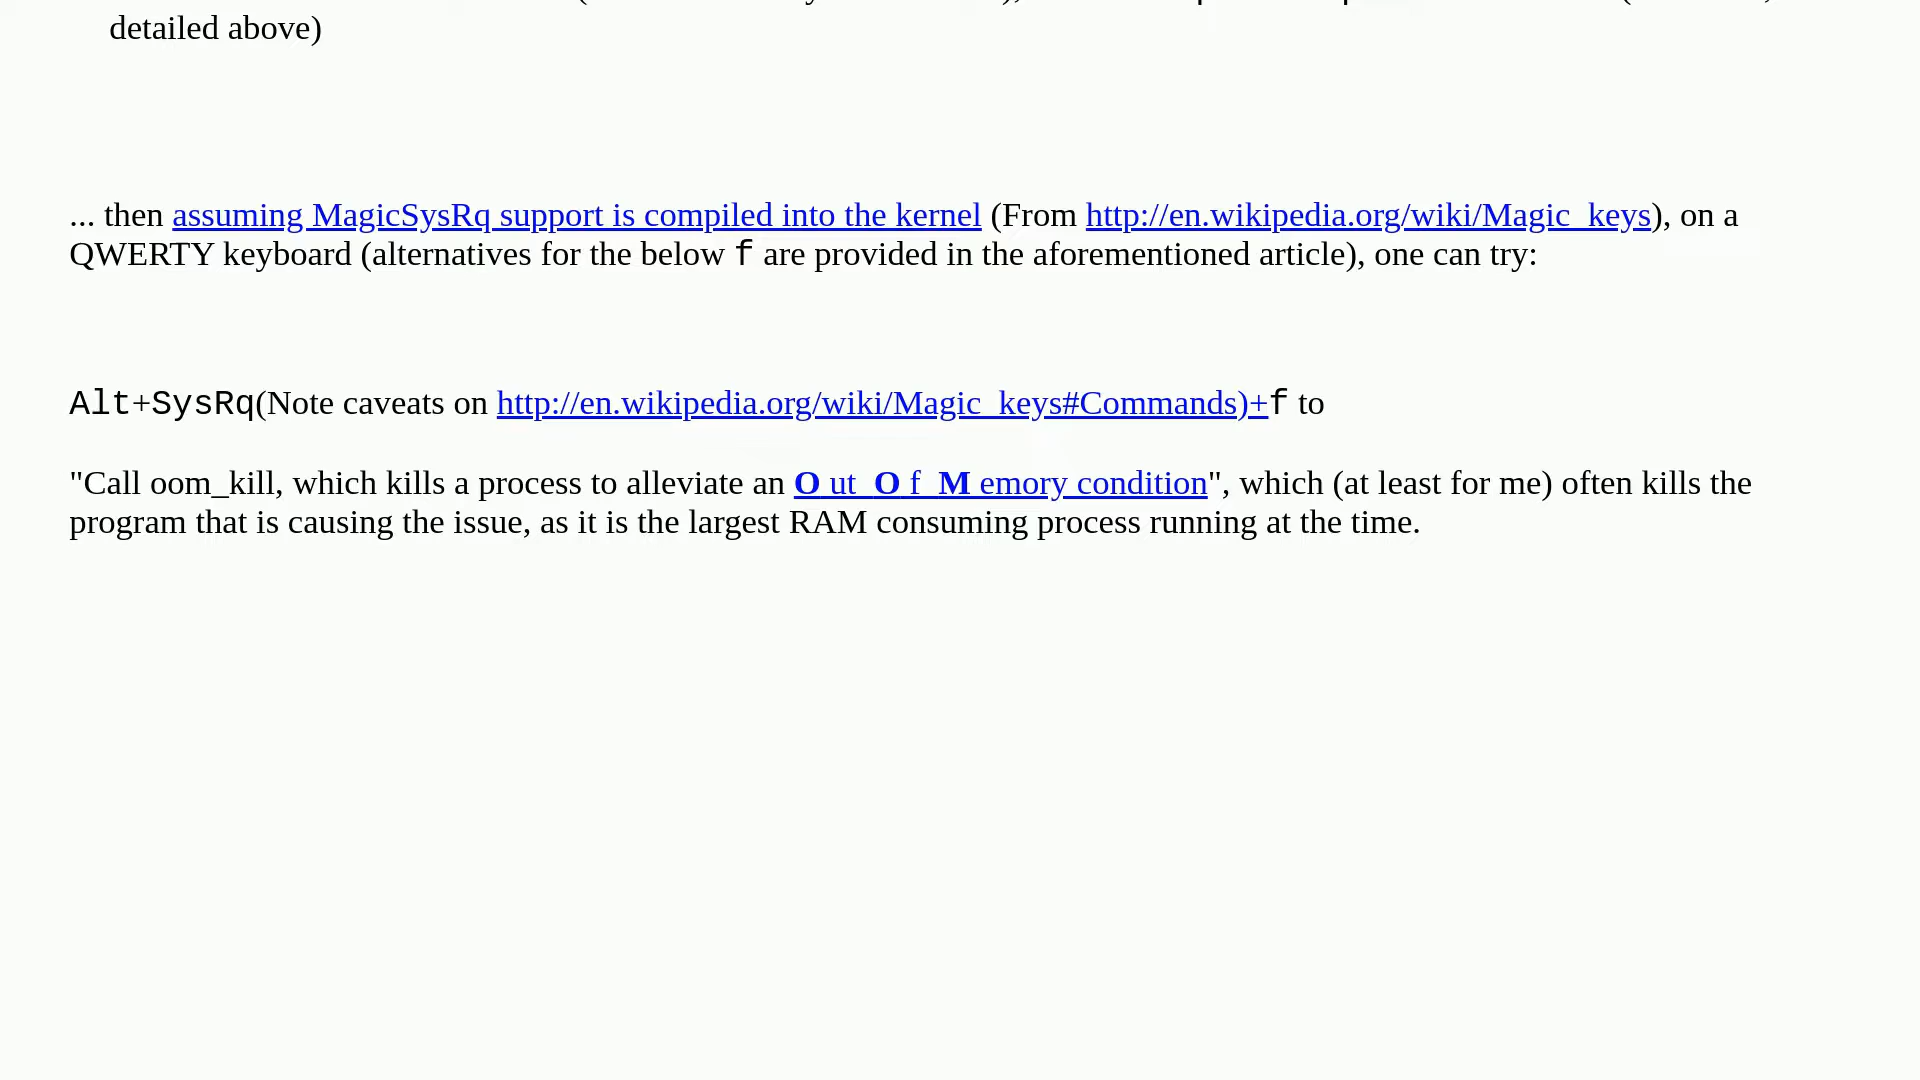 detailed above)
... then assuming MagicSysRq support is compiled into the kernel (From http://en.wikipedia.org/wiki/Magic_keys), on a
QWERTY keyboard (alternatives for the below f are provided in the aforementioned article), one can try:
Alt+SysRq(Note caveats on http://en.wikipedia.org/wiki/Magic_keys#Commands)+f to
"Call oom_kill, which kills a process to alleviate an O ut_O f_M emory condition", which (at least for me) often kills the
program that is causing the issue, as it is the largest RAM consuming process running at the time.